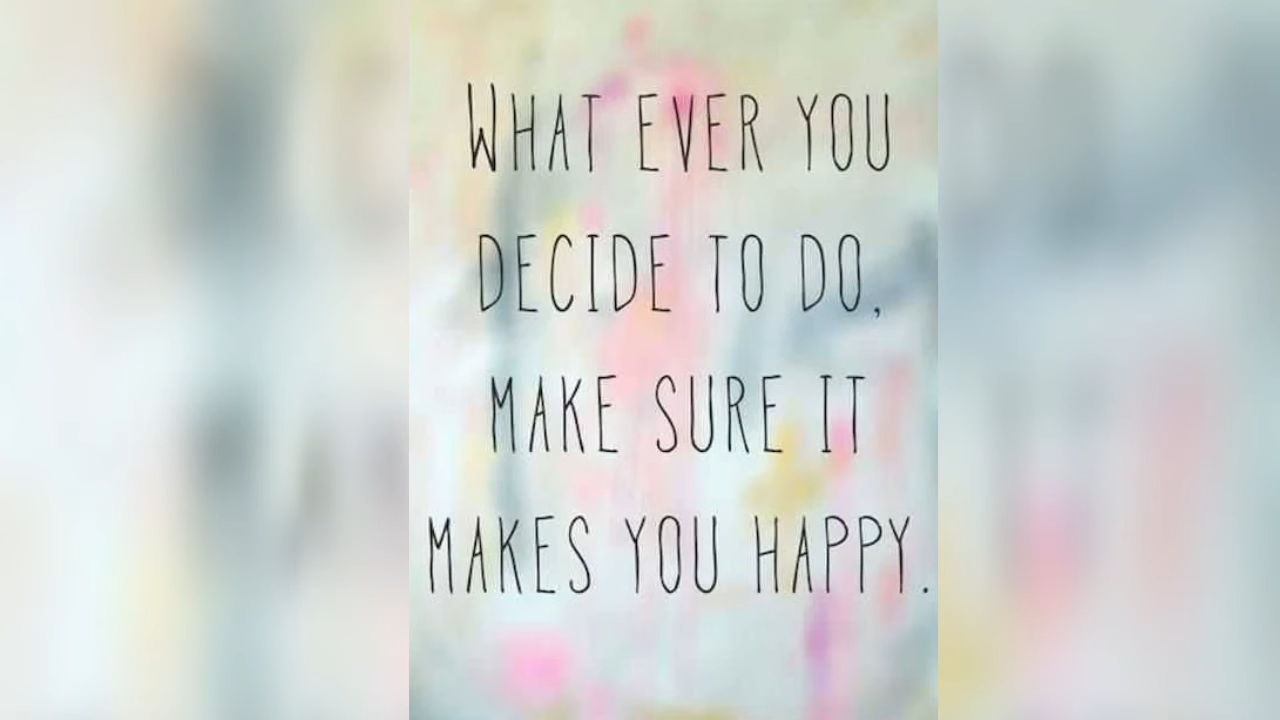 WHAT EVER YOU
DECIDE TO DO,
MAKE SURE IT
MAKES YOU HAPPY.